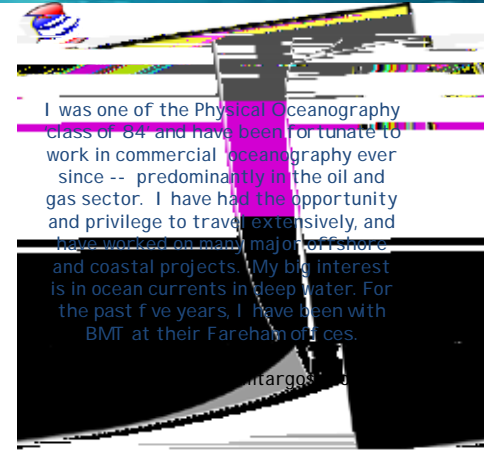 I was one of the Physical Oceanography
'class of '84' and have been fortunate to
work in commercial oceanography ever
since -- predominantly in the oil and
gas sector. I have had the opportunity
and privilege to travel extensively, and
have worked on many major offshore
and coastal projects. My big interest
is in ocean currents in deep water. For
the past f ve years, I have been with
BMT at their Fareham off ces.